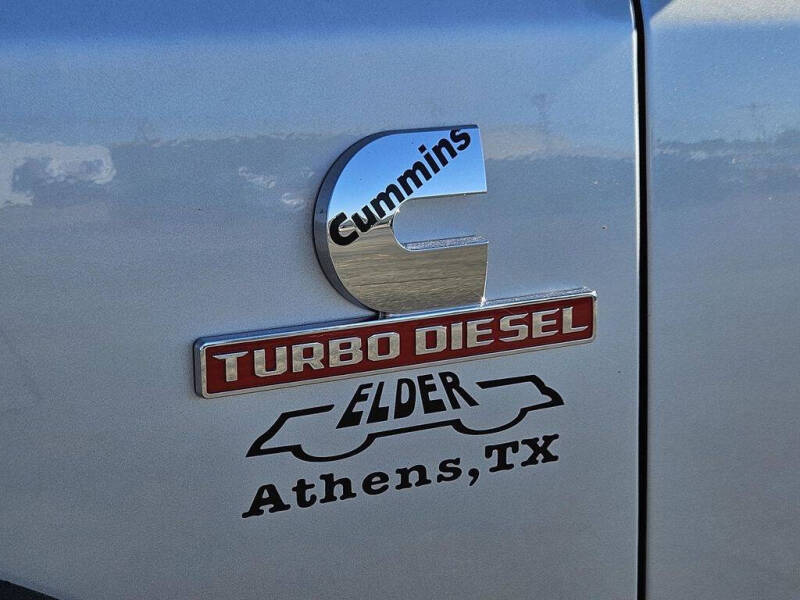 Cummins
TURBO DIESEL
ELDER
Athens, TX